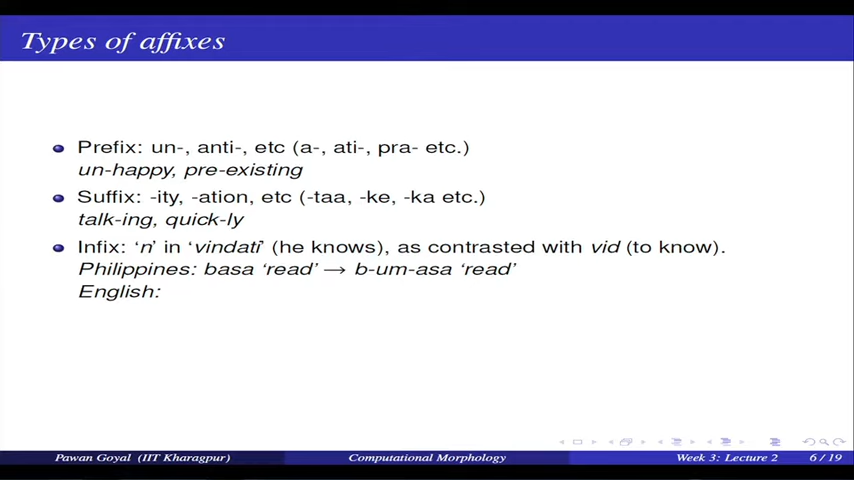 Types of affixes
Prefix: un-, anti-, etc (a-, ati-, pra- etc.)
un-happy, pre-existing
Suffix: -ity, -ation, etc (-taa, -ke, -ka etc.)
talk-ing, quick-ly
Infix: ‘n’ in ‘vindati’ (he knows), as contrasted with vid (to know).
Philippines: basa ‘read’ → b-um-asa ‘read’
English:
Pawan Goyal (IIT Kharagpur) Computational Morphology Week 3: Lecture 2 6 / 19